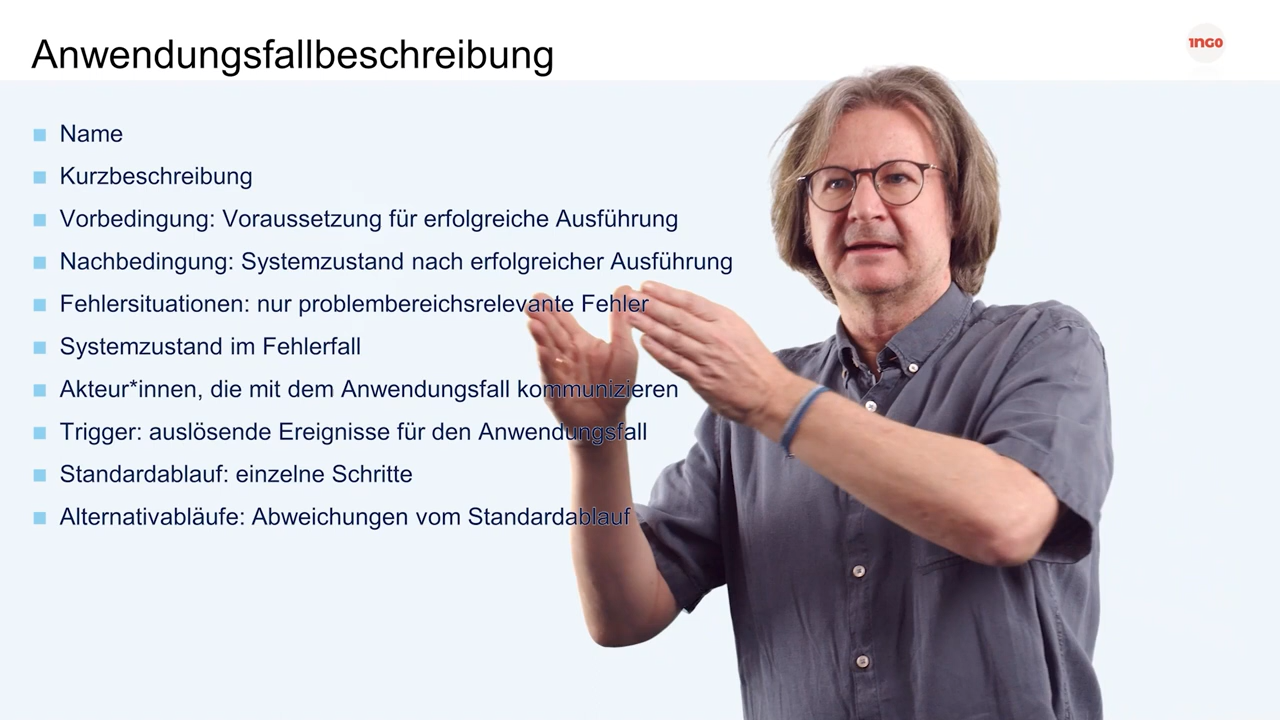 Anwendungsfallbeschreibung
1NGO
Name
Kurzbeschreibung
Vorbedingung: Voraussetzung für erfolgreiche Ausführung
Nachbedingung: Systemzustand nach erfolgreicher Ausführung
Fehlersituationen: nur problembereichsrelevante Fehler
Systemzustand im Fehlerfall
Akteur*innen, die mit dem Anwendungsfall kommunizieren
Trigger: auslösende Ereignisse für den Anwendungsfall
Standardablauf: einzelne Schritte
Alternativabläufe: Abweichungen vom Standardablauf